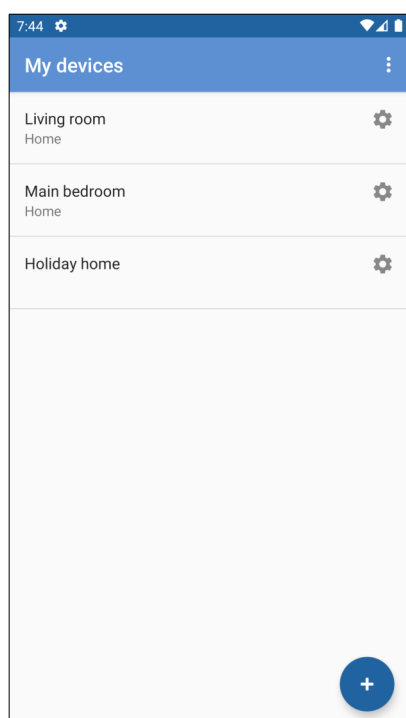 7:44
My devices
Living room
Home
Main bedroom
Home
Holiday home
+